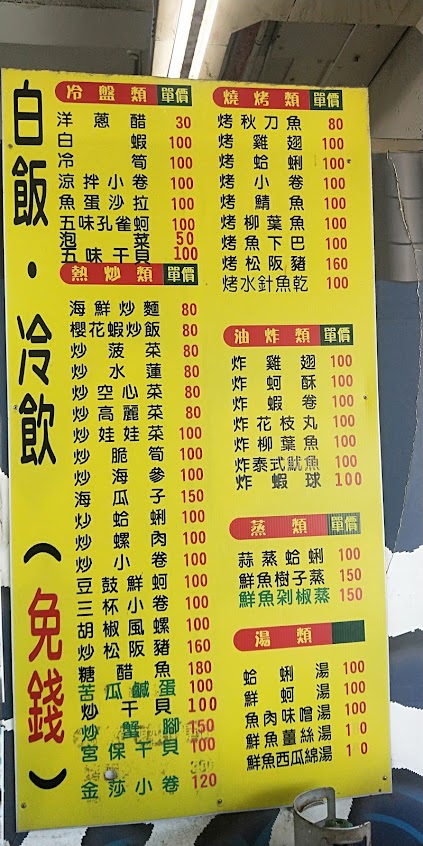 白飯・冷飲(免錢)
冷盤類 單價
洋蔥醋 30
白蝦 100
冷筍 100
涼拌小卷 100
魚蛋沙拉 100
五味孔雀蚵 100
泡菜 50
五味干貝 100
熱炒類 單價
海鮮炒麵 80
櫻花蝦炒飯 80
炒菠菜 80
炒水蓮 80
炒空心菜 80
炒高麗菜 80
炒娃娃菜 100
炒脆筍 100
炒海參 100
海瓜子 150
炒蛤蜊 100
炒螺肉 100
炒小卷 100
豆鼓鮮蚵 100
三杯小卷 100
胡椒風螺 100
炒松阪豬 160
糖醋魚 180
苦瓜鹹蛋 100
炒干貝 100
炒蟹腳 150
宮保干貝 100
金莎小卷 120
燒烤類 單價
烤秋刀魚 80
烤雞翅 100
烤蛤蜊 100
烤小卷 100
烤鯖魚 100
烤柳葉魚 100
烤魚下巴 100
烤松阪豬 160
烤水針魚乾 100
油炸類 單價
炸雞翅 100
炸蚵酥 100
炸蝦卷 100
炸花枝丸 100
炸柳葉魚 100
炸泰式魷魚 100
炸蝦球 100
蒸類 單價
蒜蒸蛤蜊 100
鮮魚樹子蒸 150
鮮魚剁椒蒸 150
湯類
蛤蜊湯 100
鮮蚵湯 100
魚肉味噌湯 100
鮮魚薑絲湯 1 0
鮮魚西瓜綿湯 1 0